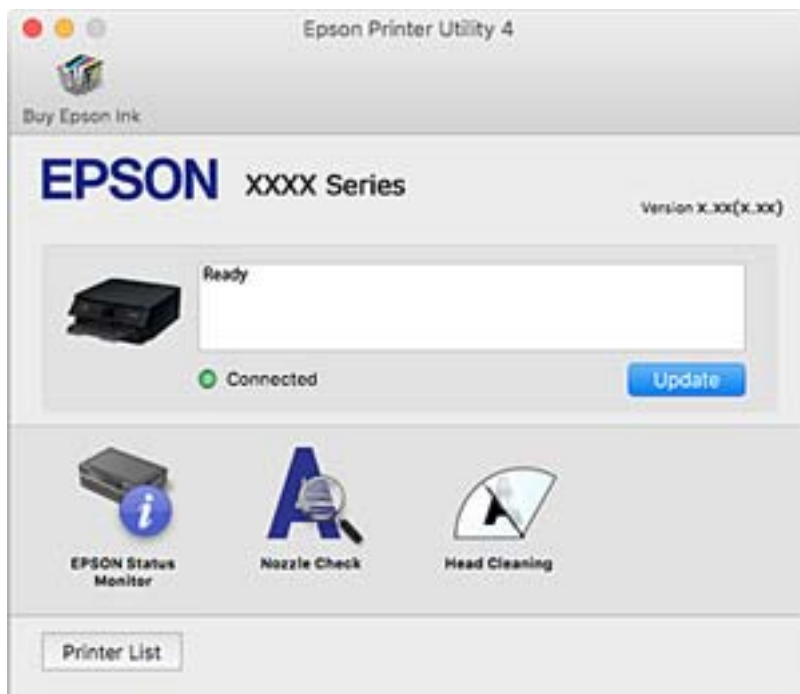 Epson Printer Utility 4
Buy Epson Ink
EPSON XXXX Series
Version X.XX(X.XX)
Ready
Connected
Update
EPSON Status
Monitor
Nozzle Check
Head Cleaning
Printer List